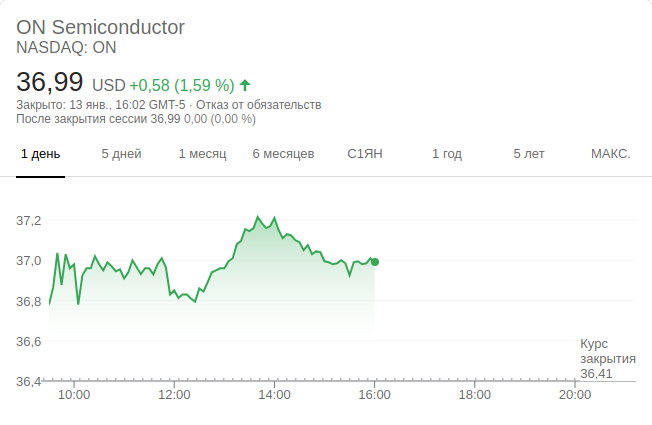 ON Semiconductor
NASDAQ: ON
36,99 USD +0,58 (1,59 %)
Закрыто: 13 янв., 16:02 GMT-5 · Отказ от обязательств
После закрытия сессии 36,99 0,00 (0,00 %)
1 день 5 дней 1 месяц 6 месяцев С1ЯН 1 год 5 лет МАКС.
37,2
37,0
36,8
36,6
Курс
закрытия
36,41
36,4
10:00 12:00 14:00 16:00 18:00 20:00